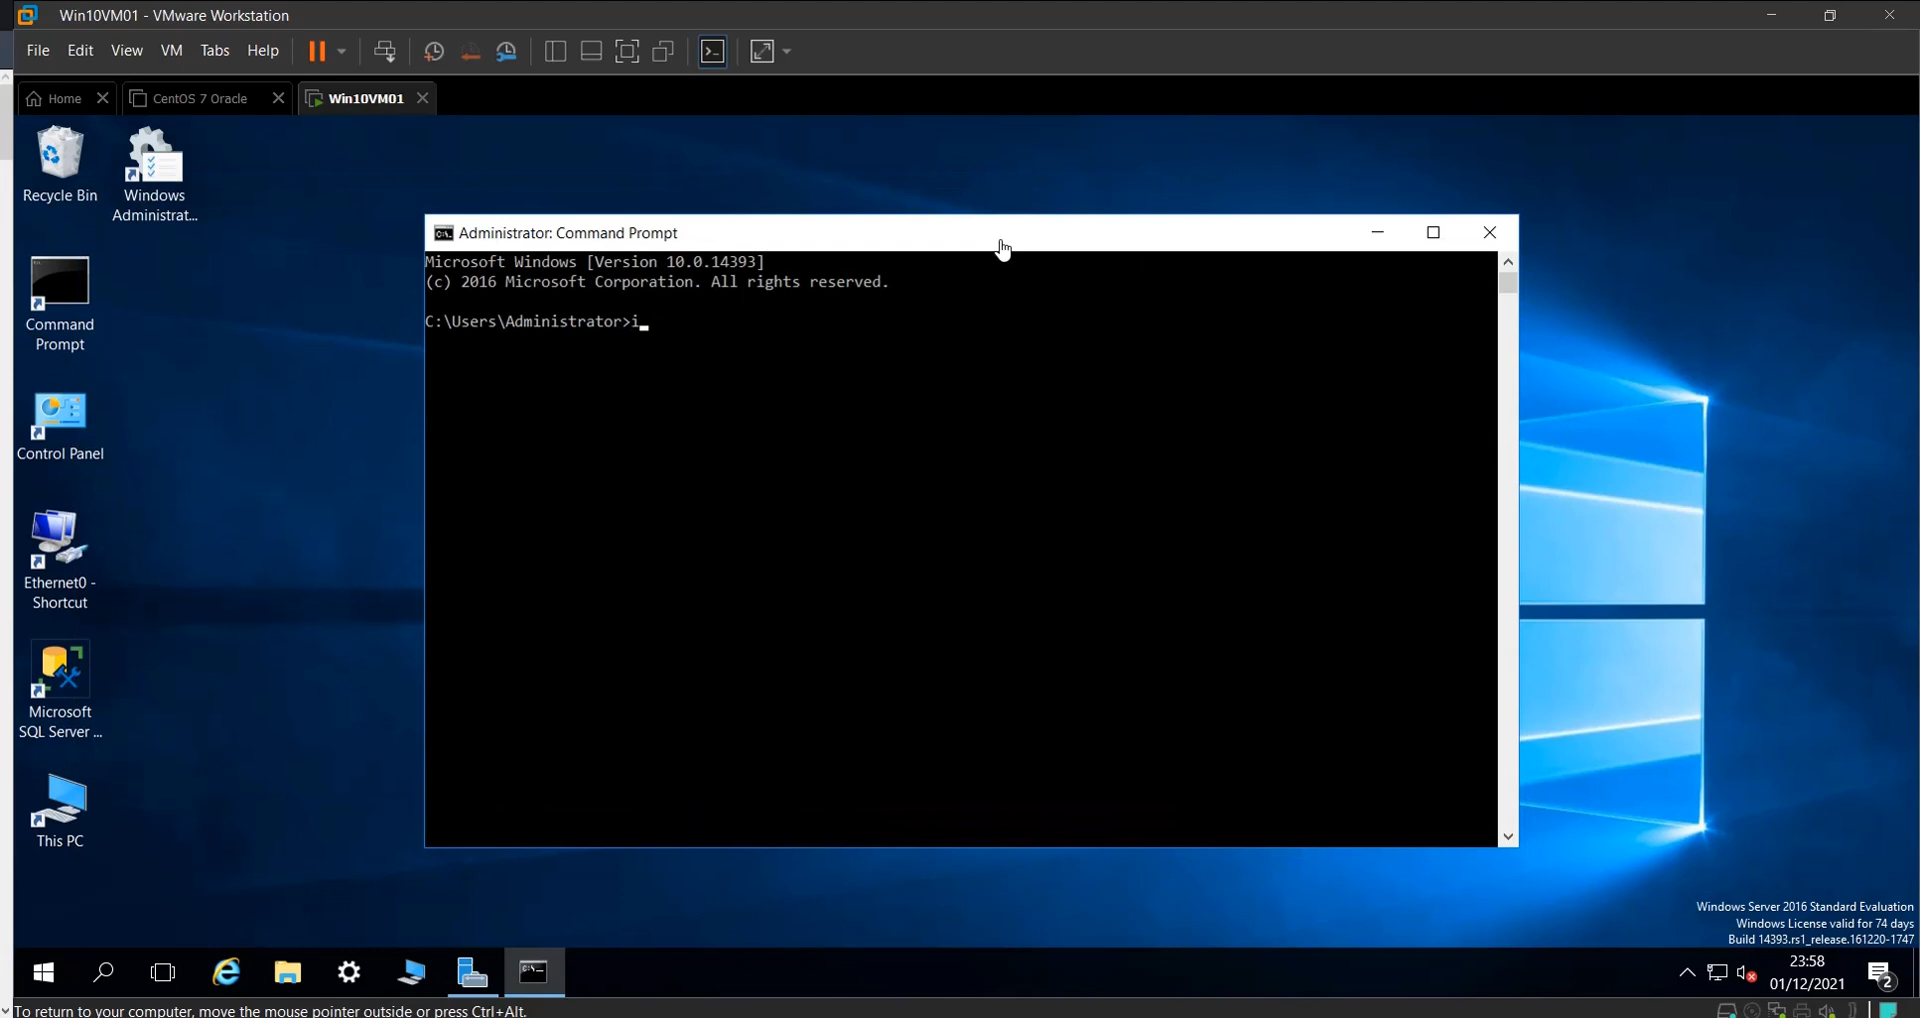 Win10VM01 - VMware Workstation
File Edit View VM Tabs Help
Home CentOS 7 Oracle Win10VM01
Recycle Bin
Windows Administrat...
Command Prompt
Control Panel
Ethernet0 - Shortcut
Microsoft SQL Server ...
This PC
Administrator: Command Prompt
Microsoft Windows [Version 10.0.14393]
(c) 2016 Microsoft Corporation. All rights reserved.
C:\Users\Administrator>i_
Windows Server 2016 Standard Evaluation
Windows License valid for 74 days
Build 14393.rs1_release.161220-1747
23:58
01/12/2021
2
To return to your computer, move the mouse pointer outside or press Ctrl+Alt.